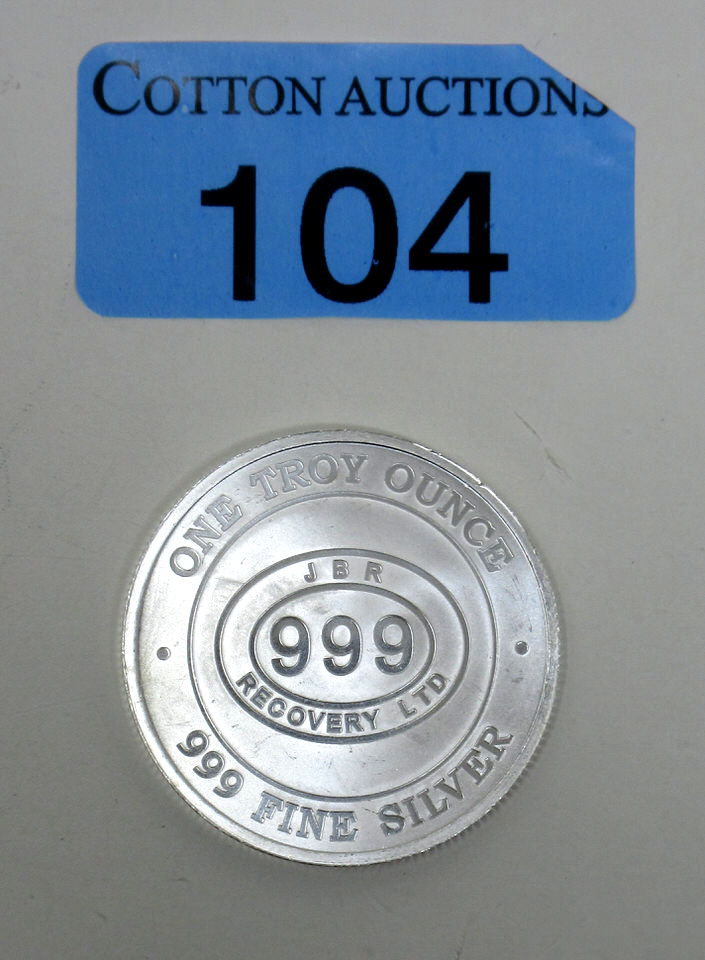 COTTON AUCTIONS
104
ONE TROY OUNCE
JBR
999
RECOVERY LTD
999 FINE SILVER